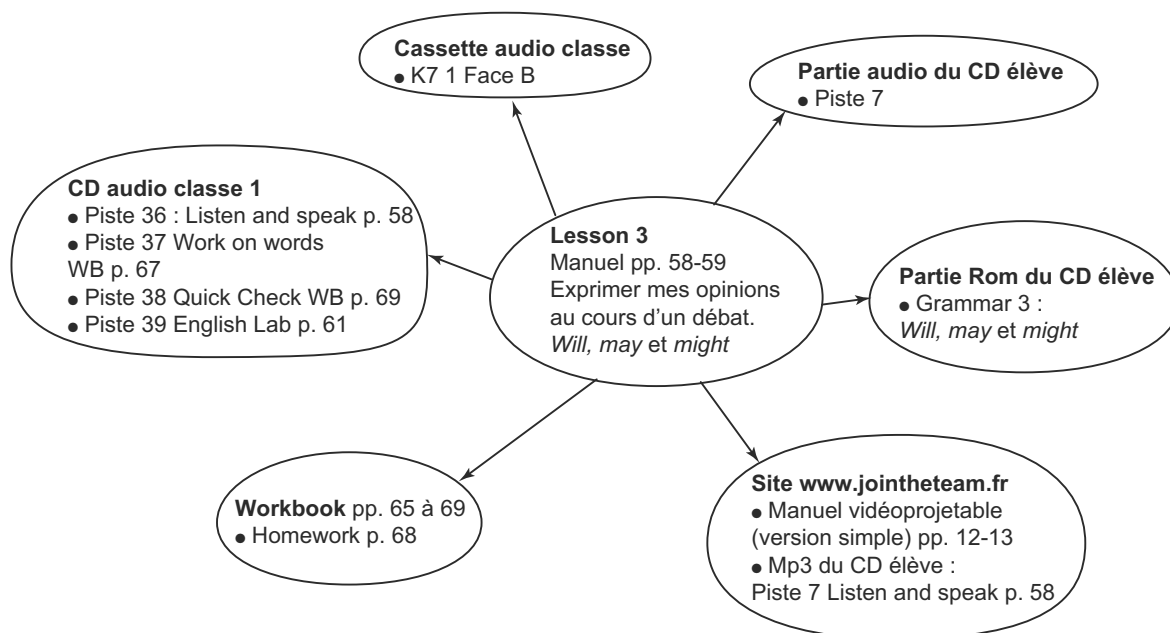 Cassette audio classe
● K7 1 Face B
Partie audio du CD élève
● Piste 7
CD audio classe 1
● Piste 36 : Listen and speak p. 58
● Piste 37 Work on words
WB p. 67
● Piste 38 Quick Check WB p. 69
● Piste 39 English Lab p. 61
Lesson 3
Manuel pp. 58-59
Exprimer mes opinions
au cours d’un débat.
Will, may et might
Partie Rom du CD élève
● Grammar 3 :
Will, may et might
Workbook pp. 65 à 69
● Homework p. 68
Site www.jointheteam.fr
● Manuel vidéoprojetable
(version simple) pp. 12-13
● Mp3 du CD élève :
Piste 7 Listen and speak p. 58